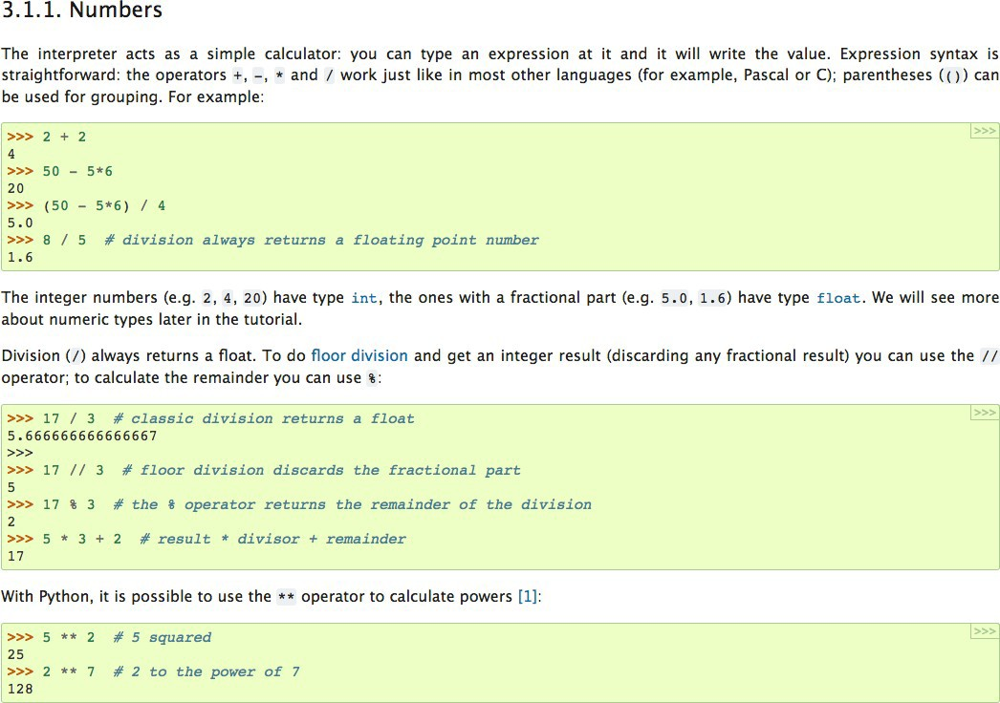 3.1.1. Numbers
The interpreter acts as a simple calculator: you can type an expression at it and it will write the value. Expression syntax is
straightforward: the operators +, -, * and / work just like in most other languages (for example, Pascal or C); parentheses (()) can
be used for grouping. For example:
>>>
>>> 2 + 2
4
>>> 50 - 5*6
20
>>> (50 - 5*6) / 4
5.0
>>> 8 / 5  # division always returns a floating point number
1.6
The integer numbers (e.g. 2, 4, 20) have type int, the ones with a fractional part (e.g. 5.0, 1.6) have type float. We will see more
about numeric types later in the tutorial.
Division (/) always returns a float. To do floor division and get an integer result (discarding any fractional result) you can use the //
operator; to calculate the remainder you can use %:
>>>
>>> 17 / 3  # classic division returns a float
5.666666666666667
>>>
>>> 17 // 3  # floor division discards the fractional part
5
>>> 17 % 3  # the % operator returns the remainder of the division
2
>>> 5 * 3 + 2  # result * divisor + remainder
17
With Python, it is possible to use the ** operator to calculate powers [1]:
>>>
>>> 5 ** 2  # 5 squared
25
>>> 2 ** 7  # 2 to the power of 7
128